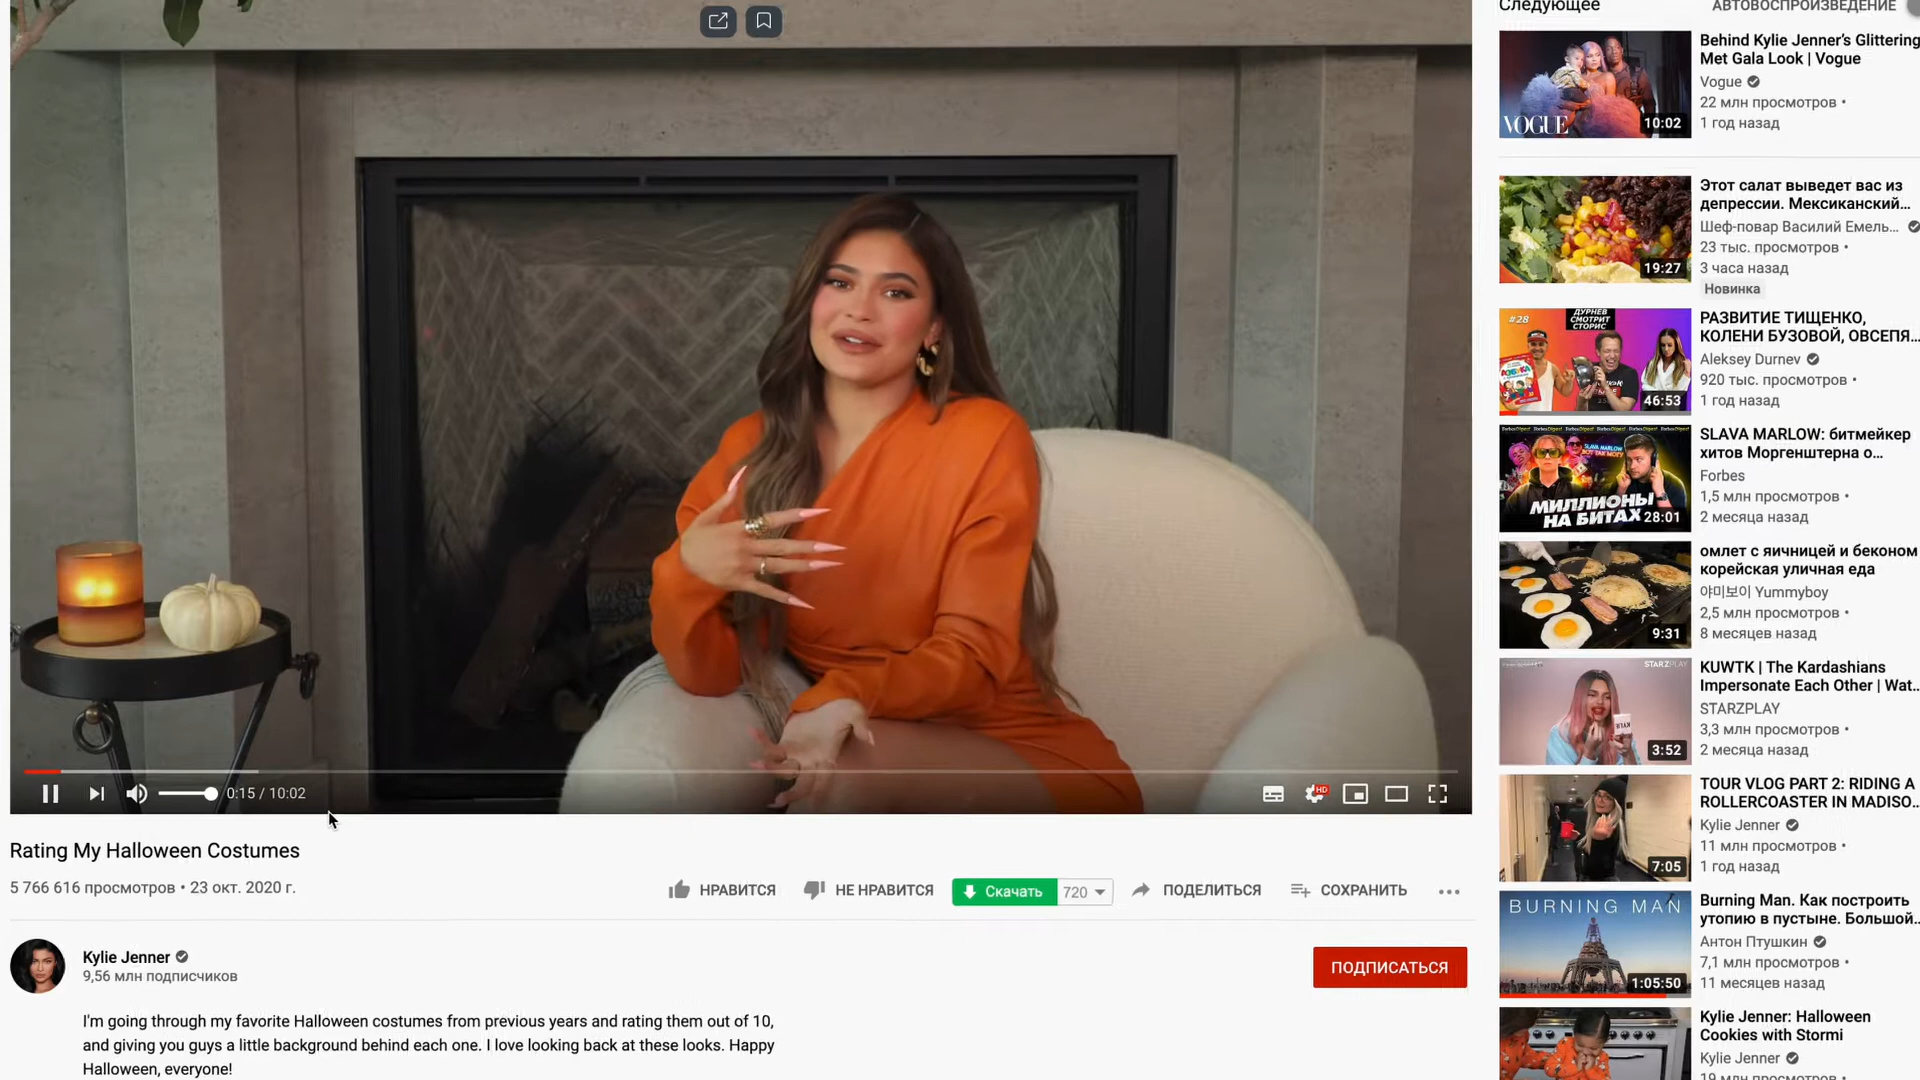 0:15 / 10:02
HD
Rating My Halloween Costumes
5 766 616 просмотров • 23 окт. 2020 г.
НРАВИТСЯ
НЕ НРАВИТСЯ
Скачать
720
ПОДЕЛИТЬСЯ
СОХРАНИТЬ
Kylie Jenner
9,56 млн подписчиков
ПОДПИСАТЬСЯ
I'm going through my favorite Halloween costumes from previous years and rating them out of 10,
and giving you guys a little background behind each one. I love looking back at these looks. Happy
Halloween, everyone!
Следующее
АВТОВОСПРОИЗВЕДЕНИЕ
VOGUE
10:02
Behind Kylie Jenner's Glittering
Met Gala Look | Vogue
Vogue
22 млн просмотров •
1 год назад
19:27
Этот салат выведет вас из
депрессии. Мексиканский...
Шеф-повар Василий Емель...
23 тыс. просмотров •
3 часа назад
Новинка
#28
ДУРНЕВ
СМОТРИТ
СТОРИС
46:53
РАЗВИТИЕ ТИЩЕНКО,
КОЛЕНИ БУЗОВОЙ, ОВСЕПЯ...
Aleksey Durnev
920 тыс. просмотров •
1 год назад
МИЛЛИОНЫ
НА БИТАХ
28:01
SLAVA MARLOW: битмейкер
хитов Моргенштерна о...
Forbes
1,5 млн просмотров •
2 месяца назад
9:31
омлет с яичницей и беконом
корейская уличная еда
야미보이 Yummyboy
2,5 млн просмотров •
8 месяцев назад
STARZPLAY
3:52
KUWTK | The Kardashians
Impersonate Each Other | Wat...
STARZPLAY
3,3 млн просмотров •
2 месяца назад
7:05
TOUR VLOG PART 2: RIDING A
ROLLERCOASTER IN MADISO...
Kylie Jenner
11 млн просмотров •
1 год назад
BURNING MAN
1:05:50
Burning Man. Как построить
утопию в пустыне. Большой...
Антон Птушкин
7,1 млн просмотров •
11 месяцев назад
Kylie Jenner: Halloween
Cookies with Stormi
Kylie Jenner
19 млн просмотров •